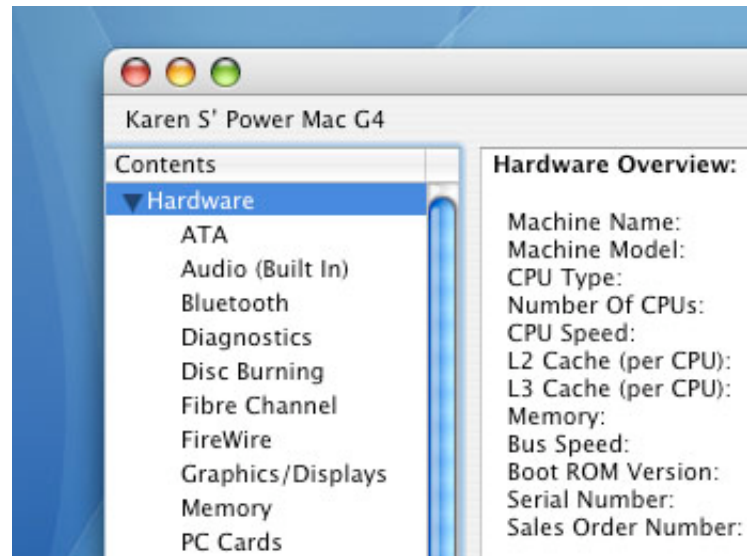 Karen S' Power Mac G4
Contents
Hardware
ATA
Audio (Built In)
Bluetooth
Diagnostics
Disc Burning
Fibre Channel
FireWire
Graphics/Displays
Memory
PC Cards
Hardware Overview:
Machine Name:
Machine Model:
CPU Type:
Number Of CPUs:
CPU Speed:
L2 Cache (per CPU):
L3 Cache (per CPU):
Memory:
Bus Speed:
Boot ROM Version:
Serial Number:
Sales Order Number: